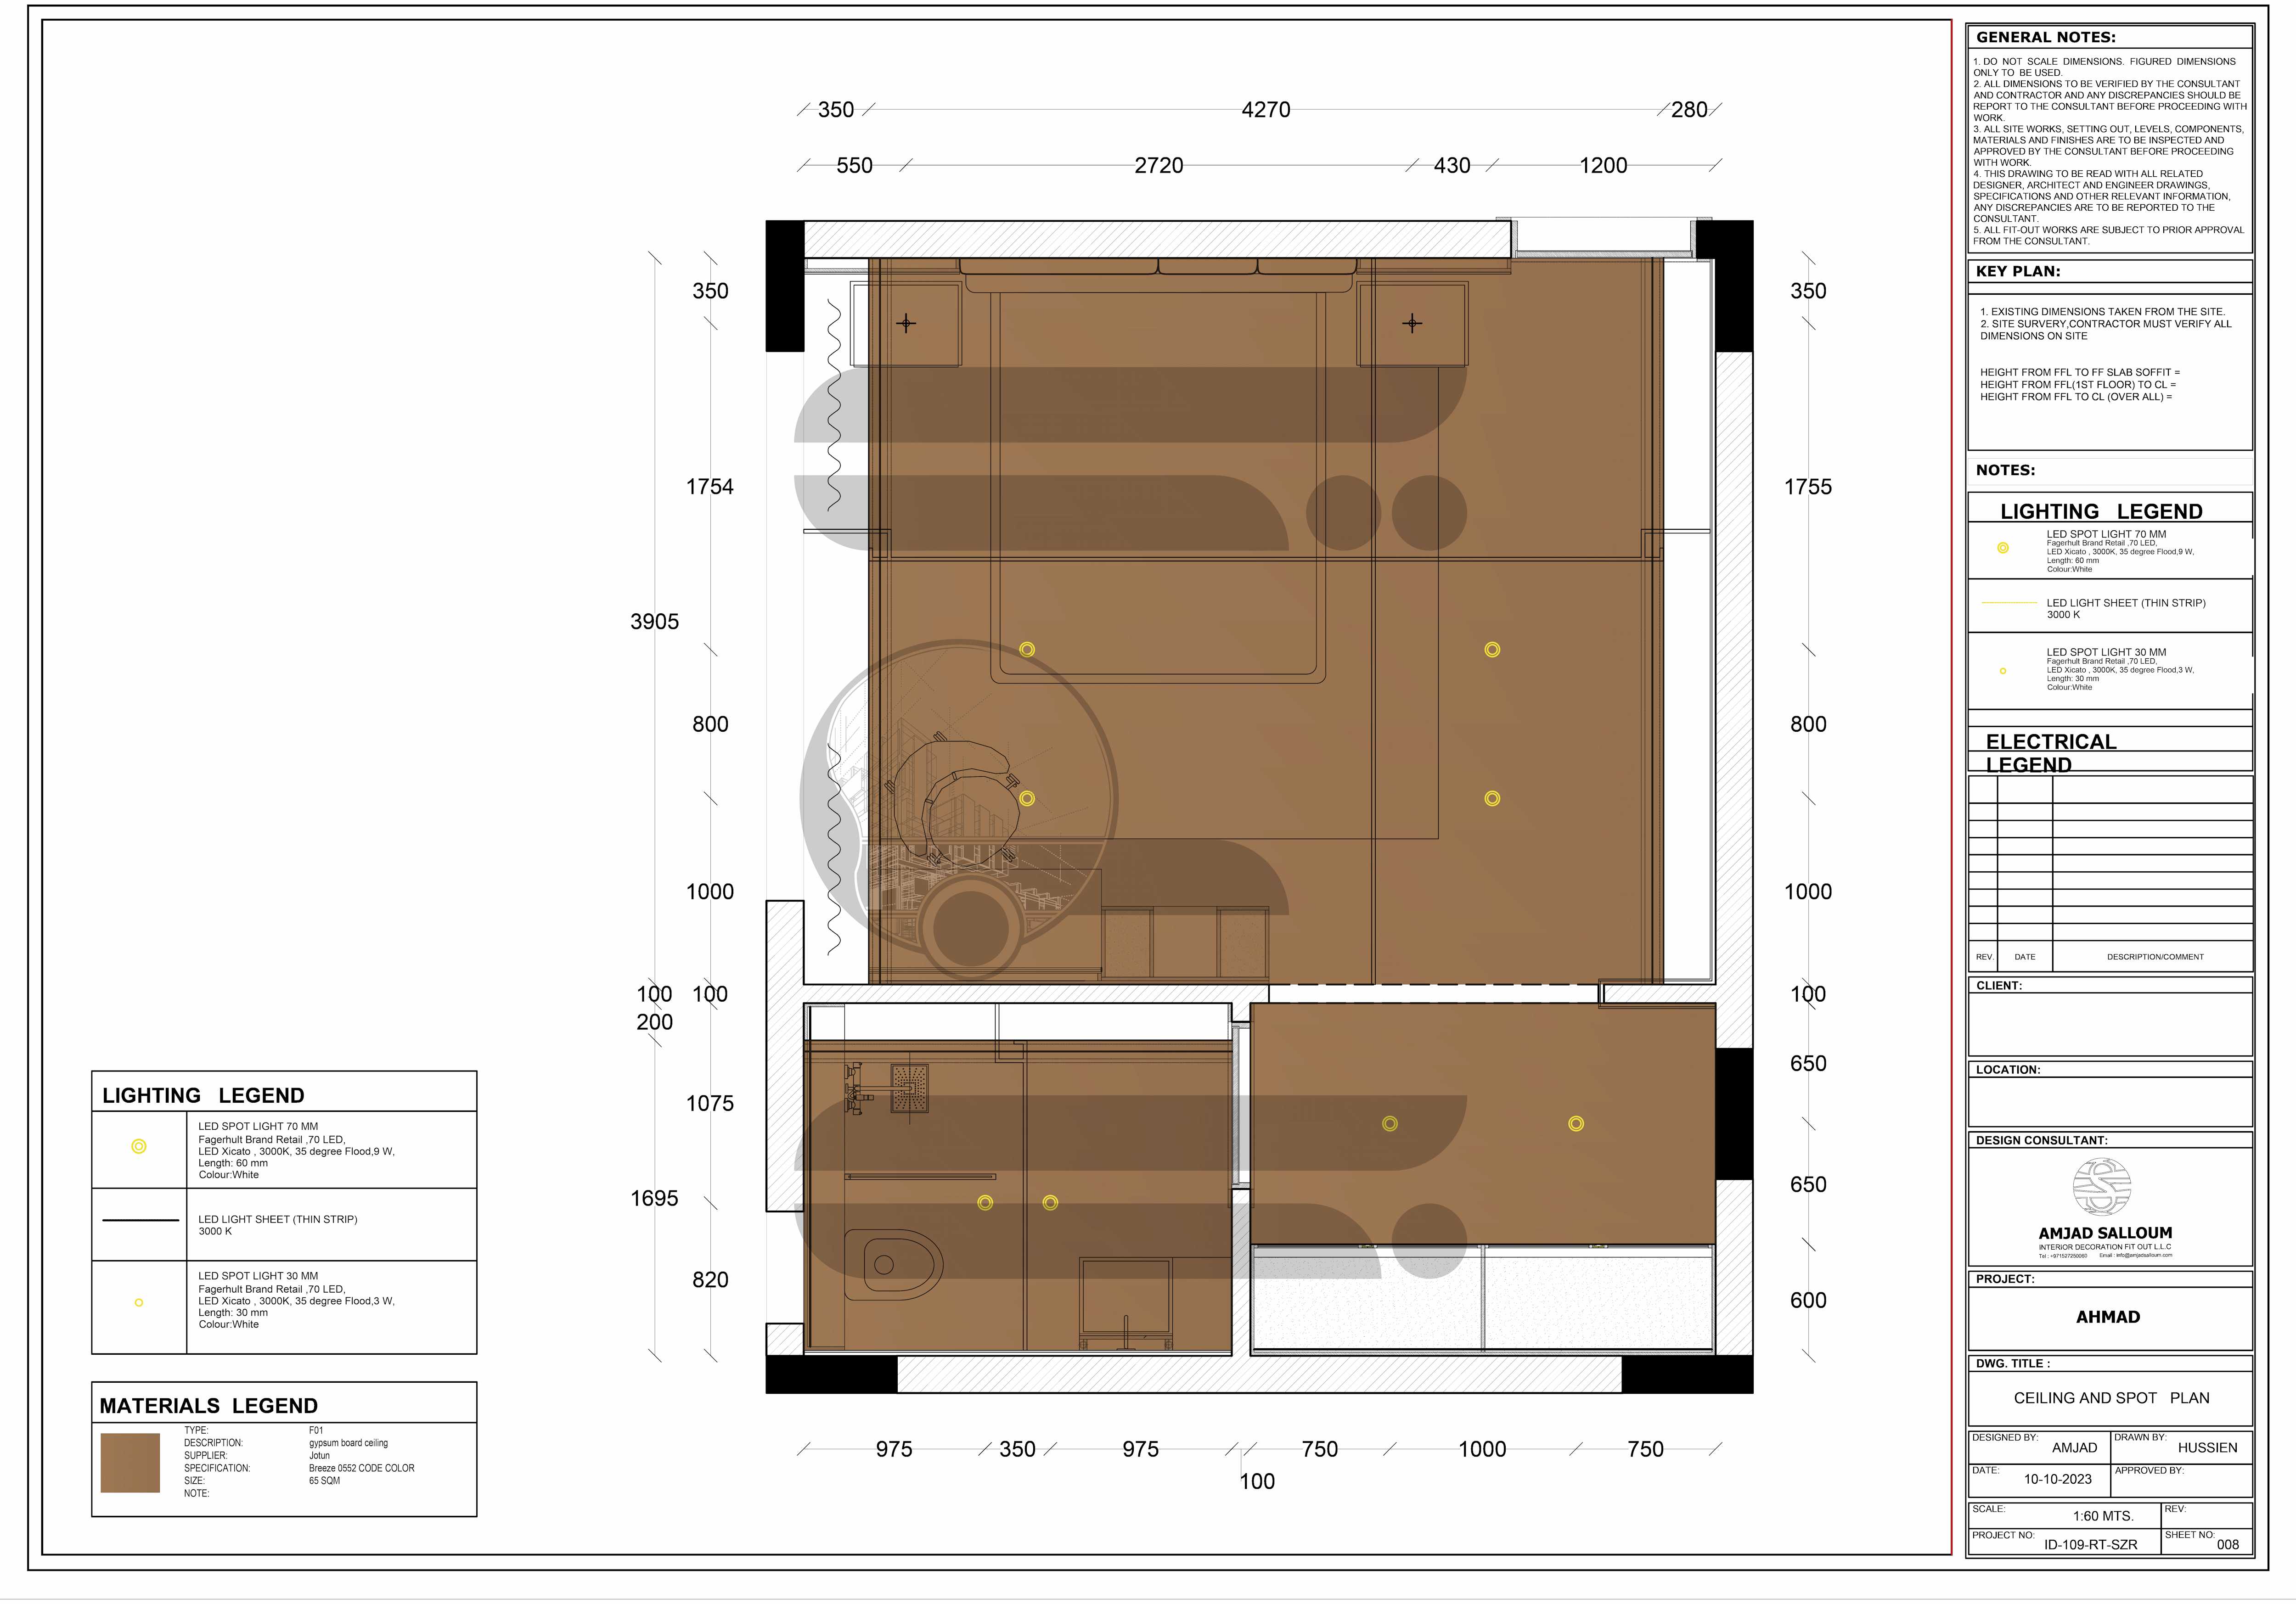 350
4270
280
550
2720
430
1200
350
1754
3905
800
1000
100
100
200
1075
1695
820
350
1755
800
1000
100
650
650
600
975
350
975
750
1000
750
100
LIGHTING LEGEND
LED SPOT LIGHT 70 MM
Fagerhult Brand Retail ,70 LED,
LED Xicato , 3000K, 35 degree Flood,9 W,
Length: 60 mm
Colour:White
LED LIGHT SHEET (THIN STRIP)
3000 K
LED SPOT LIGHT 30 MM
Fagerhult Brand Retail ,70 LED,
LED Xicato , 3000K, 35 degree Flood,3 W,
Length: 30 mm
Colour:White
MATERIALS LEGEND
TYPE: F01
DESCRIPTION: gypsum board ceiling
SUPPLIER: Jotun
SPECIFICATION: Breeze 0552 CODE COLOR
SIZE: 65 SQM
NOTE:
GENERAL NOTES:
1. DO NOT SCALE DIMENSIONS. FIGURED DIMENSIONS
ONLY TO BE USED.
2. ALL DIMENSIONS TO BE VERIFIED BY THE CONSULTANT
AND CONTRACTOR AND ANY DISCREPANCIES SHOULD BE
REPORT TO THE CONSULTANT BEFORE PROCEEDING WITH
WORK.
3. ALL SITE WORKS, SETTING OUT, LEVELS, COMPONENTS,
MATERIALS AND FINISHES ARE TO BE INSPECTED AND
APPROVED BY THE CONSULTANT BEFORE PROCEEDING
WITH WORK.
4. THIS DRAWING TO BE READ WITH ALL RELATED
DESIGNER, ARCHITECT AND ENGINEER DRAWINGS,
SPECIFICATIONS AND OTHER RELEVANT INFORMATION,
ANY DISCREPANCIES ARE TO BE REPORTED TO THE
CONSULTANT.
5. ALL FIT-OUT WORKS ARE SUBJECT TO PRIOR APPROVAL
FROM THE CONSULTANT.
KEY PLAN:
1. EXISTING DIMENSIONS TAKEN FROM THE SITE.
2. SITE SURVERY,CONTRACTOR MUST VERIFY ALL
DIMENSIONS ON SITE
HEIGHT FROM FFL TO FF SLAB SOFFIT =
HEIGHT FROM FFL(1ST FLOOR) TO CL =
HEIGHT FROM FFL TO CL (OVER ALL) =
NOTES:
LIGHTING LEGEND
LED SPOT LIGHT 70 MM
Fagerhult Brand Retail ,70 LED,
LED Xicato , 3000K, 35 degree Flood,9 W,
Length: 60 mm
Colour:White
LED LIGHT SHEET (THIN STRIP)
3000 K
LED SPOT LIGHT 30 MM
Fagerhult Brand Retail ,70 LED,
LED Xicato , 3000K, 35 degree Flood,3 W,
Length: 30 mm
Colour:White
ELECTRICAL
LEGEND
REV. DATE DESCRIPTION/COMMENT
CLIENT:
LOCATION:
DESIGN CONSULTANT:
AMJAD SALLOUM
INTERIOR DECORATION FIT OUT L.L.C
Tel : +971527250060 Email : info@amjadsalloum.com
PROJECT:
AHMAD
DWG. TITLE :
CEILING AND SPOT PLAN
DESIGNED BY: AMJAD DRAWN BY: HUSSIEN
DATE: 10-10-2023 APPROVED BY:
SCALE: 1:60 MTS. REV:
PROJECT NO: ID-109-RT-SZR SHEET NO: 008